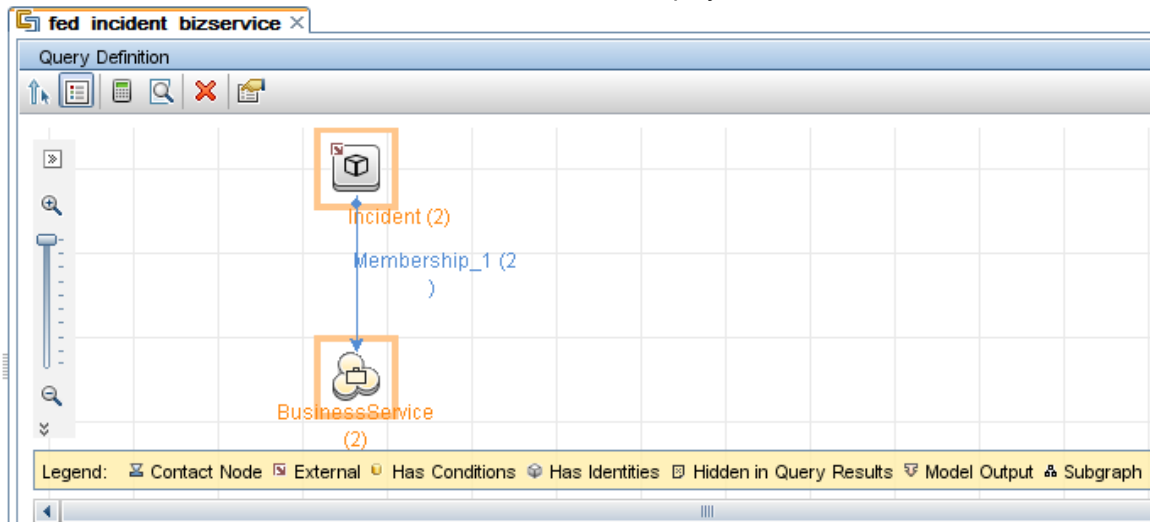 fed incident bizservice
Query Definition
Incident (2)
Membership_1 (2
)
BusinessService
(2)
Legend: Contact Node External Has Conditions Has Identities Hidden in Query Results Model Output Subgraph